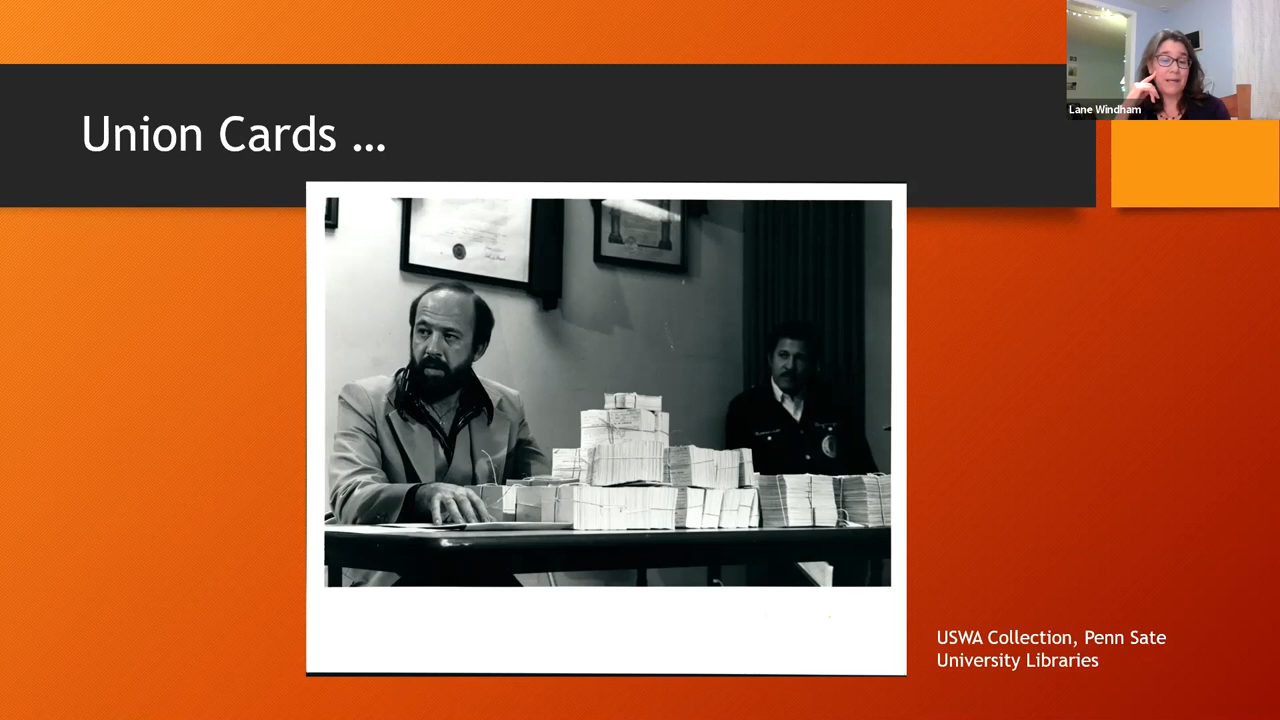 Union Cards ...
Lane Windham
USWA Collection, Penn Sate
University Libraries